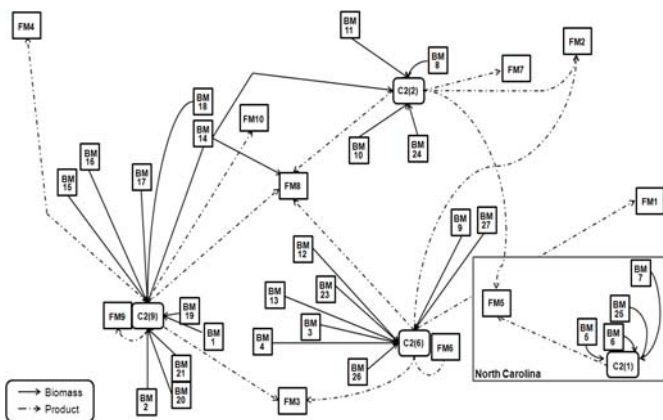 FM4
BM
11
BM
8
FM7
FM2
C2(2)
BM
18
BM
14
FM10
BM
16
BM
15
BM
17
BM
10
BM
24
FM8
FM1
BM
9
BM
27
BM
12
BM
23
BM
13
BM
3
BM
4
BM
26
FM9
C2(9)
BM
19
BM
1
BM
21
BM
20
BM
2
C2(6)
FM6
FM3
BM
7
BM
25
FM5
BM
5
BM
6
C2(1)
North Carolina
Biomass
Product